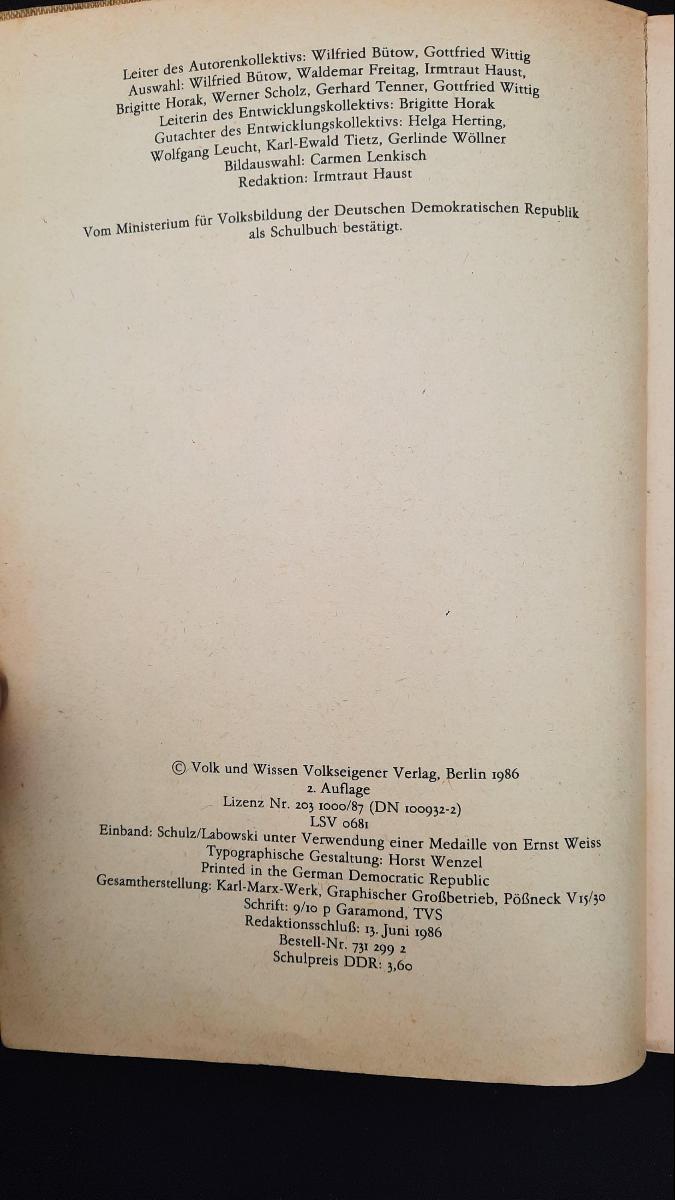 Leiter des Autorenkollektivs: Wilfried Bütow, Gottfried Wittig
Auswahl: Wilfried Bütow, Waldemar Freitag, Irmtraut Haust,
Brigitte Horak, Werner Scholz, Gerhard Tenner, Gottfried Wittig
Leiterin des Entwicklungskollektivs: Brigitte Horak
Gutachter des Entwicklungskollektivs: Helga Herting,
Wolfgang Leucht, Karl-Ewald Tietz, Gerlinde Wöllner
Bildauswahl: Carmen Lenkisch
Redaktion: Irmtraut Haust
Vom Ministerium für Volksbildung der Deutschen Demokratischen Republik
als Schulbuch bestätigt.
© Volk und Wissen Volkseigener Verlag, Berlin 1986
2. Auflage
Lizenz Nr. 203 1000/87 (DN 100932-2)
LSV 0681
Einband: Schulz/Labowski unter Verwendung einer Medaille von Ernst Weiss
Typographische Gestaltung: Horst Wenzel
Printed in the German Democratic Republic
Gesamtherstellung: Karl-Marx-Werk, Graphischer Großbetrieb, Pößneck V15/30
Schrift: 9/10 p Garamond, TVS
Redaktionsschluß: 13. Juni 1986
Bestell-Nr. 731 299 2
Schulpreis DDR: 3,60